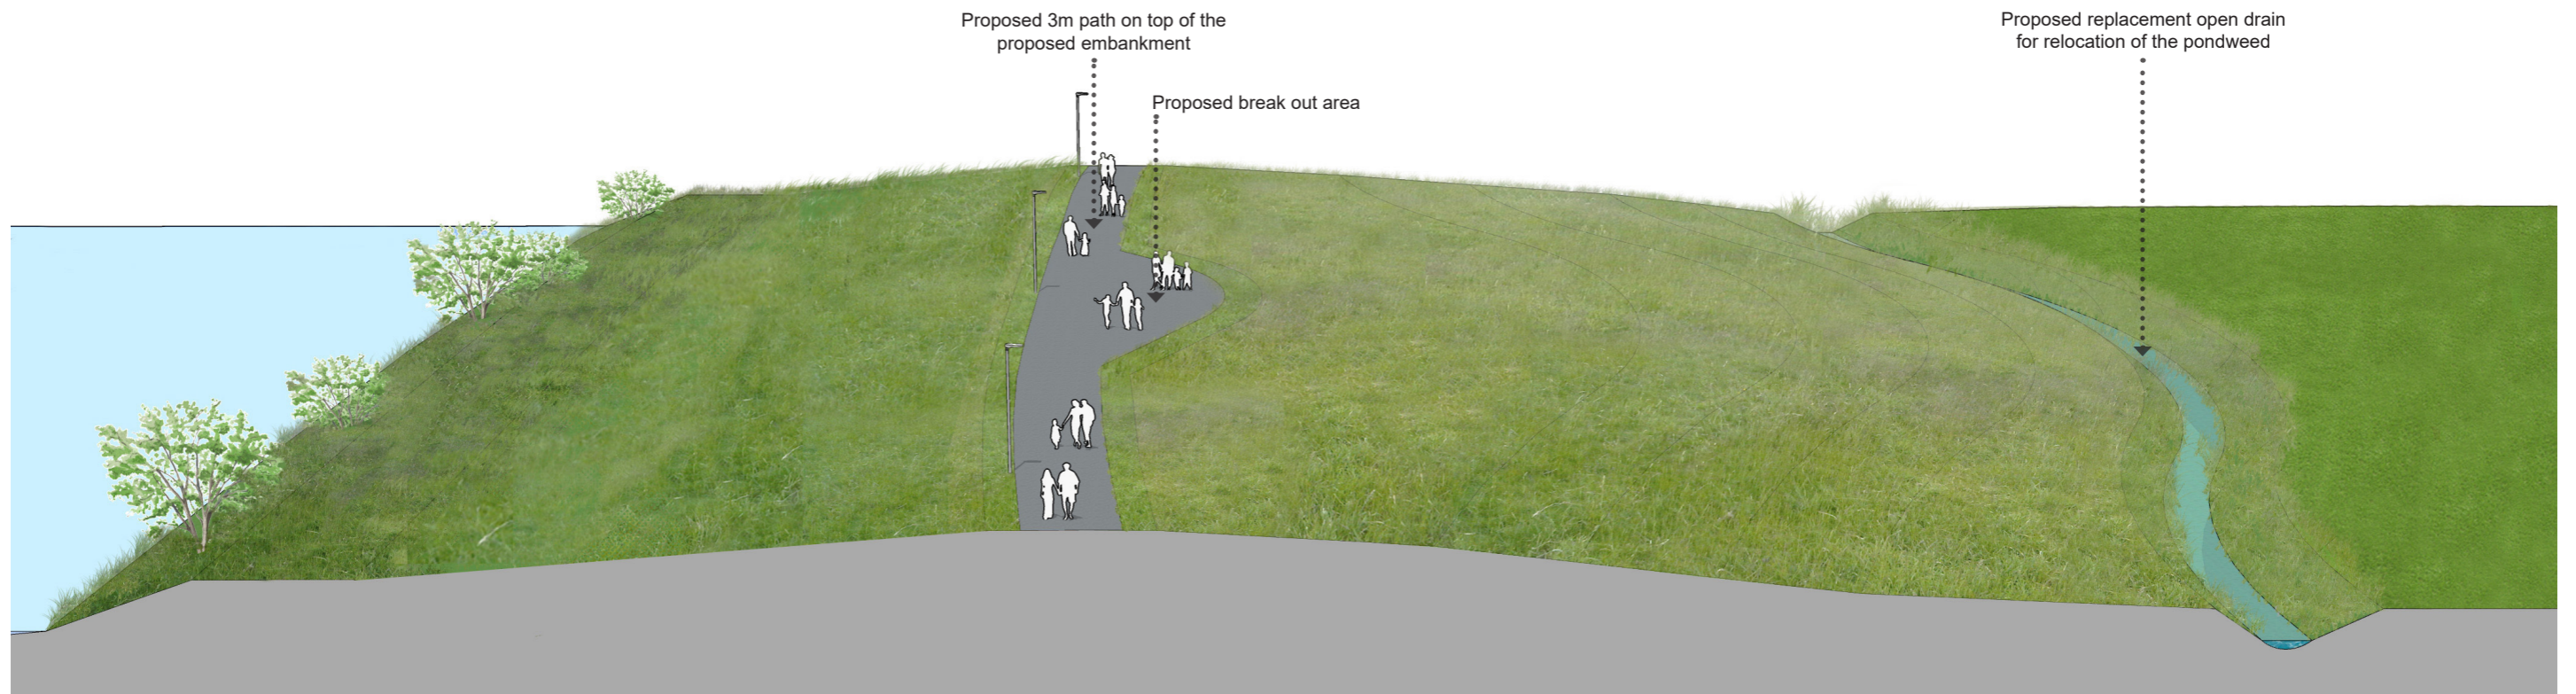 Proposed 3m path on top of the
proposed embankment
Proposed break out area
Proposed replacement open drain
for relocation of the pondweed